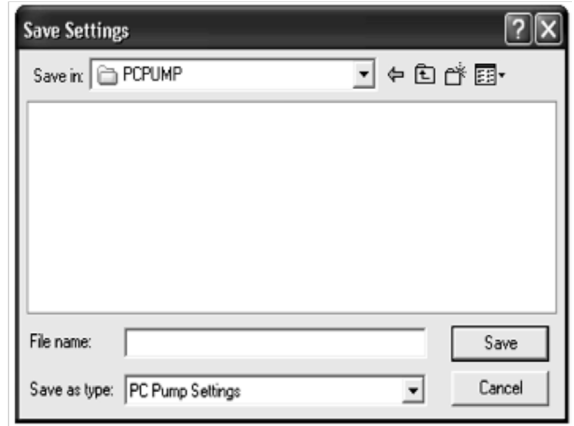 Save Settings
Save in: PCPUMP
File name:
Save
Save as type: PC Pump Settings
Cancel